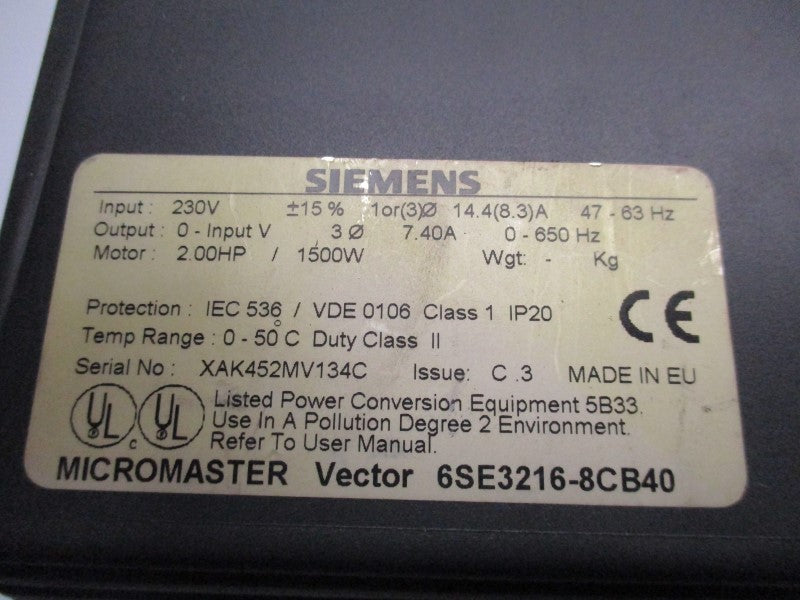 SIEMENS
Input : 230V ±15 % 1or(3)Ø 14.4(8.3)A 47 - 63 Hz
Output : 0 - Input V 3 Ø 7.40A 0 - 650 Hz
Motor : 2.00HP / 1500W Wgt: - Kg
Protection : IEC 536 / VDE 0106 Class 1 IP20
CE
Temp Range : 0 - 50°C Duty Class II
Serial No : XAK452MV134C Issue: C .3 MADE IN EU
UL c UL
Listed Power Conversion Equipment 5B33.
Use In A Pollution Degree 2 Environment.
Refer To User Manual.
MICROMASTER Vector 6SE3216-8CB40